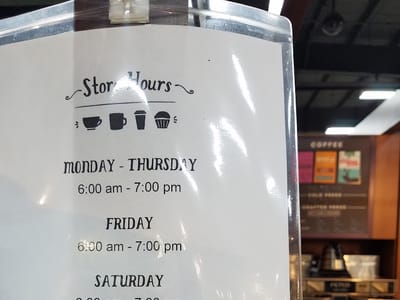 Store Hours
MONDAY - THURSDAY
6:00 am - 7:00 pm
FRIDAY
6:00 am - 7:00 pm
SATURDAY
COFFEE